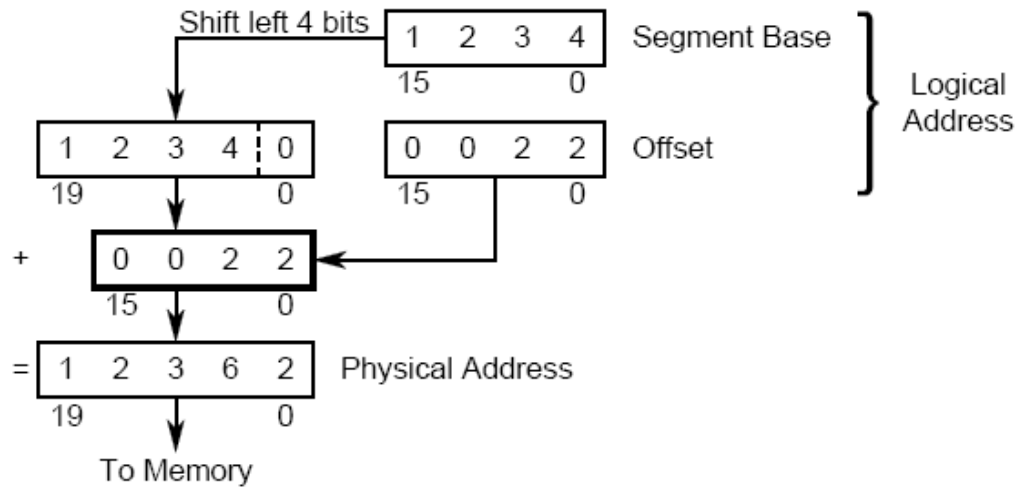 Shift left 4 bits
1 2 3 4 Segment Base
15 0
Logical
Address
1 2 3 4 0
0 0 2 2 Offset
19 0
15 0
+ 0 0 2 2
15 0
= 1 2 3 6 2 Physical Address
19 0
To Memory